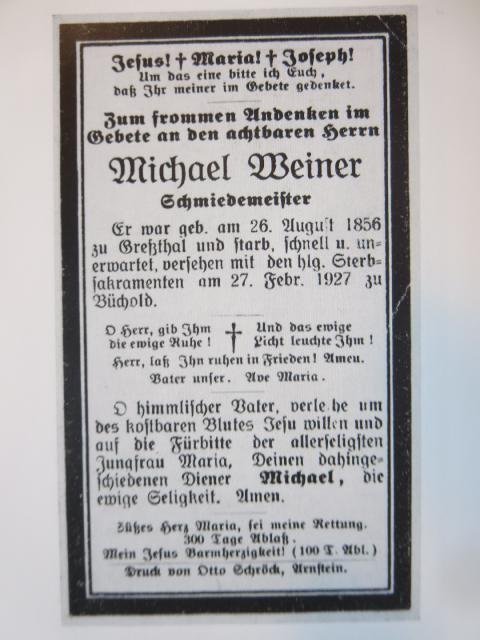 Jesus! † Maria! † Joseph!
Um das eine bitte ich Euch,
daß Ihr meiner im Gebete gedenket.
Zum frommen Andenken im
Gebete an den achtbaren Herrn
Michael Weiner
Schmiedemeister
Er war geb. am 26. August 1856
zu Greßthal und starb, schnell u. un-
erwartet, versehen mit den hlg. Sterb-
sakramenten am 27. Febr. 1927 zu
Büchold.
O Herr, gib Ihm
die ewige Ruhe!
†
Und das ewige
Licht leuchte Ihm!
Herr, laß Ihn ruhen in Frieden! Amen.
Vater unser. Ave Maria.
O himmlischer Vater, verleihe um
des kostbaren Blutes Jesu willen und
auf die Fürbitte der allerseligsten
Jungfrau Maria, Deinen dahinge-
schiedenen Diener Michael, die
ewige Seligkeit. Amen.
Süßes Herz Maria, sei meine Rettung.
300 Tage Ablaß.
Mein Jesus Barmherzigkeit! (100 T. Abl.)
Druck von Otto Schröck, Arnstein.